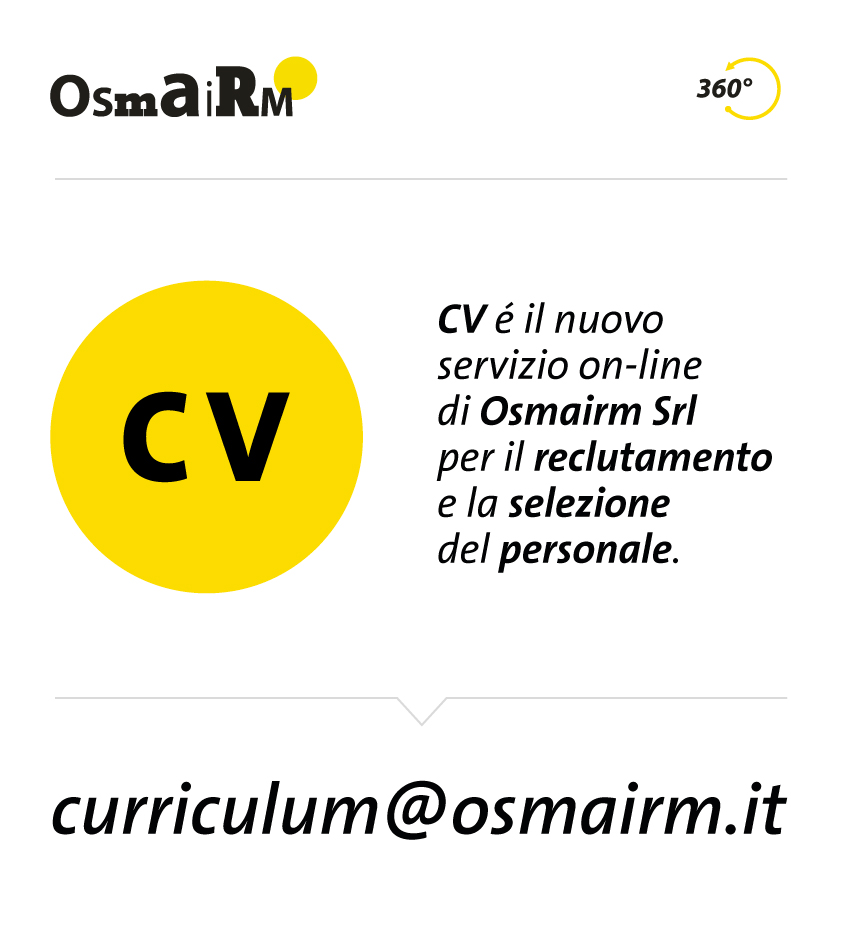 OsmaiRM
360°
CV
CV é il nuovo
servizio on-line
di Osmairm Srl
per il reclutamento
e la selezione
del personale.
curriculum@osmairm.it